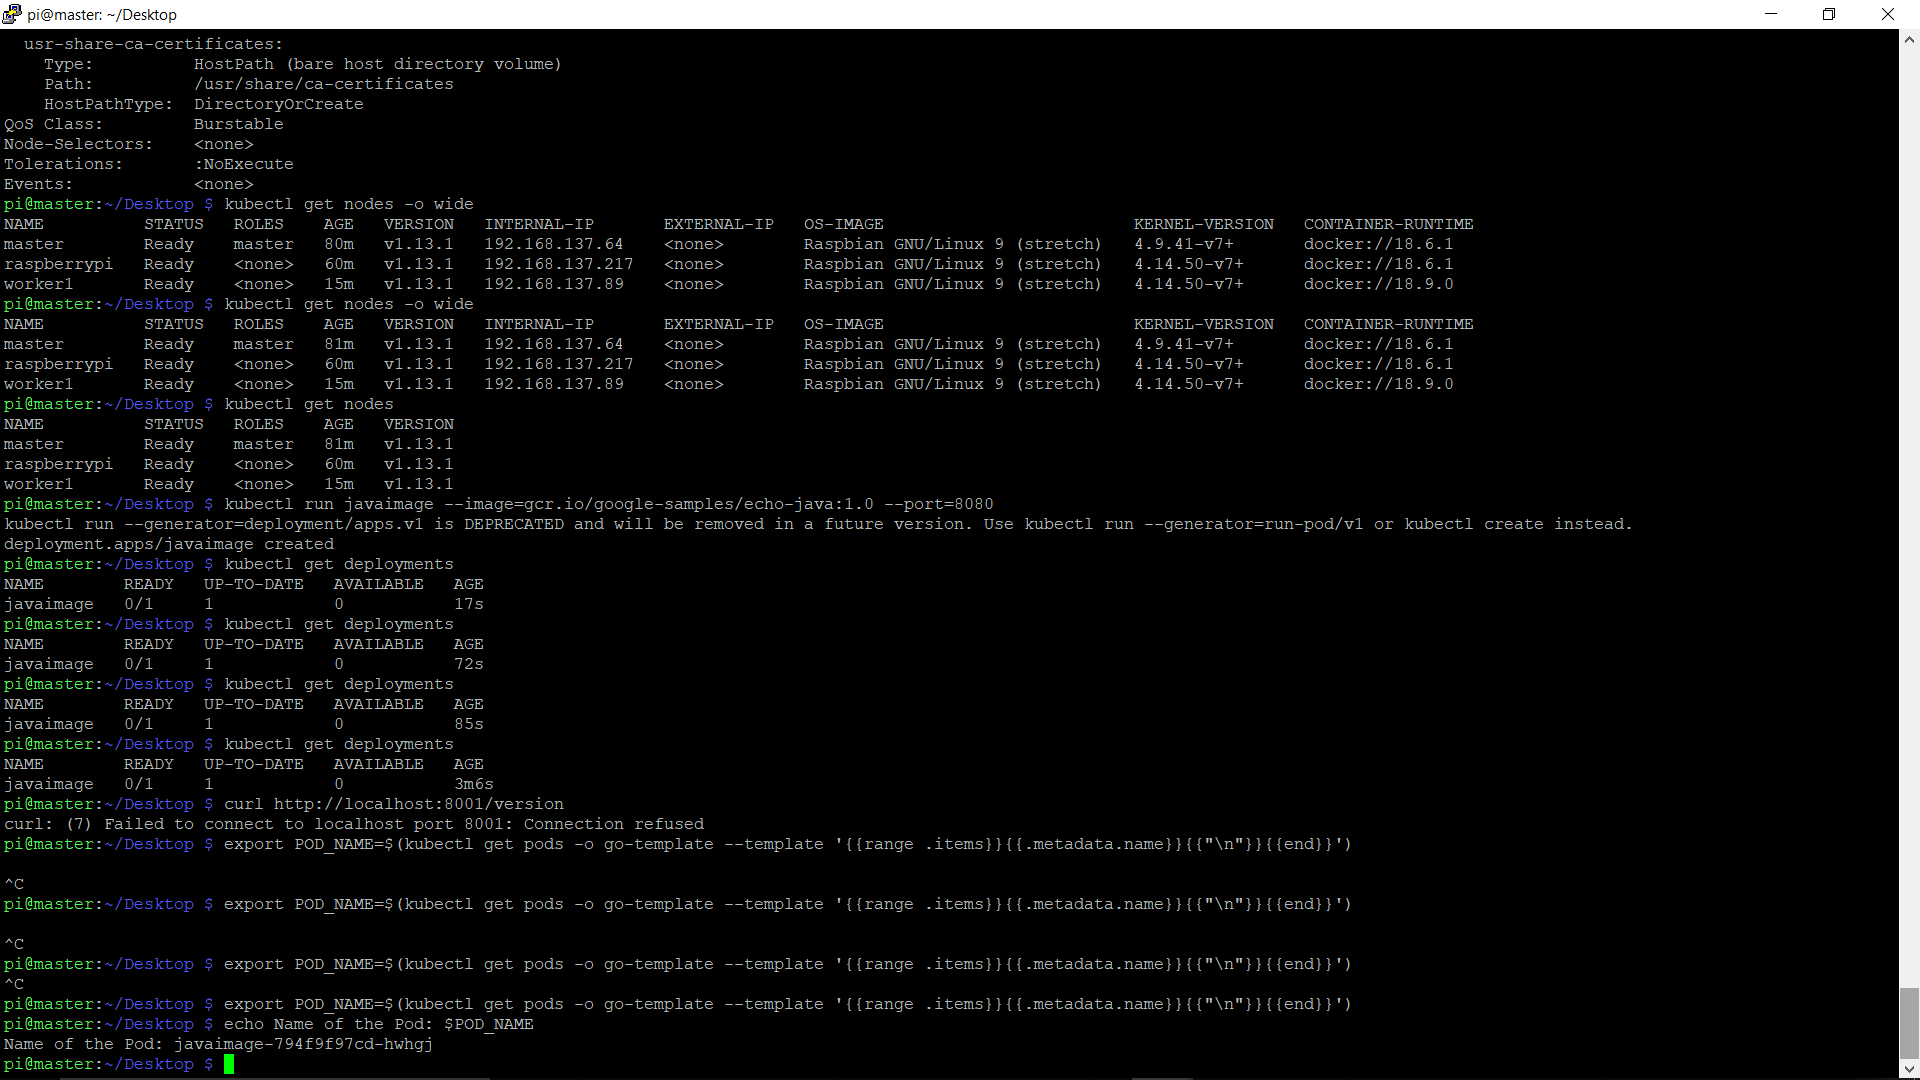 pi@master: ~/Desktop
usr-share-ca-certificates:
Type: HostPath (bare host directory volume)
Path: /usr/share/ca-certificates
HostPathType: DirectoryOrCreate
QoS Class: Burstable
Node-Selectors: <none>
Tolerations: :NoExecute
Events: <none>
pi@master:~/Desktop $ kubectl get nodes -o wide
NAME STATUS ROLES AGE VERSION INTERNAL-IP EXTERNAL-IP OS-IMAGE KERNEL-VERSION CONTAINER-RUNTIME
master Ready master 80m v1.13.1 192.168.137.64 <none> Raspbian GNU/Linux 9 (stretch) 4.9.41-v7+ docker://18.6.1
raspberrypi Ready <none> 60m v1.13.1 192.168.137.217 <none> Raspbian GNU/Linux 9 (stretch) 4.14.50-v7+ docker://18.6.1
worker1 Ready <none> 15m v1.13.1 192.168.137.89 <none> Raspbian GNU/Linux 9 (stretch) 4.14.50-v7+ docker://18.9.0
pi@master:~/Desktop $ kubectl get nodes -o wide
NAME STATUS ROLES AGE VERSION INTERNAL-IP EXTERNAL-IP OS-IMAGE KERNEL-VERSION CONTAINER-RUNTIME
master Ready master 81m v1.13.1 192.168.137.64 <none> Raspbian GNU/Linux 9 (stretch) 4.9.41-v7+ docker://18.6.1
raspberrypi Ready <none> 60m v1.13.1 192.168.137.217 <none> Raspbian GNU/Linux 9 (stretch) 4.14.50-v7+ docker://18.6.1
worker1 Ready <none> 15m v1.13.1 192.168.137.89 <none> Raspbian GNU/Linux 9 (stretch) 4.14.50-v7+ docker://18.9.0
pi@master:~/Desktop $ kubectl get nodes
NAME STATUS ROLES AGE VERSION
master Ready master 81m v1.13.1
raspberrypi Ready <none> 60m v1.13.1
worker1 Ready <none> 15m v1.13.1
pi@master:~/Desktop $ kubectl run javaimage --image=gcr.io/google-samples/echo-java:1.0 --port=8080
kubectl run --generator=deployment/apps.v1 is DEPRECATED and will be removed in a future version. Use kubectl run --generator=run-pod/v1 or kubectl create instead.
deployment.apps/javaimage created
pi@master:~/Desktop $ kubectl get deployments
NAME READY UP-TO-DATE AVAILABLE AGE
javaimage 0/1 1 0 17s
pi@master:~/Desktop $ kubectl get deployments
NAME READY UP-TO-DATE AVAILABLE AGE
javaimage 0/1 1 0 72s
pi@master:~/Desktop $ kubectl get deployments
NAME READY UP-TO-DATE AVAILABLE AGE
javaimage 0/1 1 0 85s
pi@master:~/Desktop $ kubectl get deployments
NAME READY UP-TO-DATE AVAILABLE AGE
javaimage 0/1 1 0 3m6s
pi@master:~/Desktop $ curl http://localhost:8001/version
curl: (7) Failed to connect to localhost port 8001: Connection refused
pi@master:~/Desktop $ export POD_NAME=$(kubectl get pods -o go-template --template '{{range .items}}{{.metadata.name}}{{"\n"}}{{end}}')
^C
pi@master:~/Desktop $ export POD_NAME=$(kubectl get pods -o go-template --template '{{range .items}}{{.metadata.name}}{{"\n"}}{{end}}')
^C
pi@master:~/Desktop $ export POD_NAME=$(kubectl get pods -o go-template --template '{{range .items}}{{.metadata.name}}{{"\n"}}{{end}}')
^C
pi@master:~/Desktop $ export POD_NAME=$(kubectl get pods -o go-template --template '{{range .items}}{{.metadata.name}}{{"\n"}}{{end}}')
pi@master:~/Desktop $ echo Name of the Pod: $POD_NAME
Name of the Pod: javaimage-794f9f97cd-hwhgj
pi@master:~/Desktop $